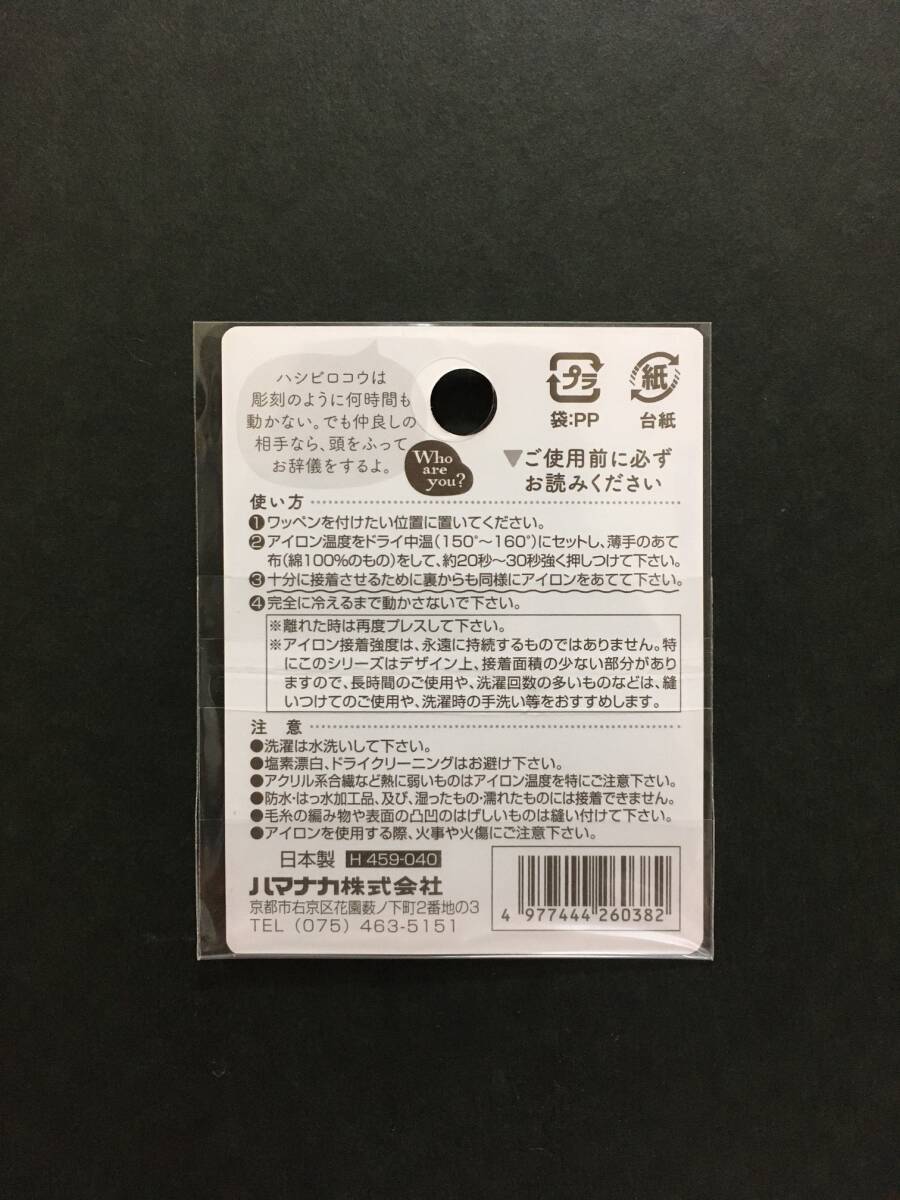 ハシビロコウは
彫刻のように何時間も
動かない。でも仲良しの
相手なら、頭をふって
お辞儀をするよ。
Who
are
you?
プラ
袋:PP
紙
台紙
▼ご使用前に必ず
お読みください
使い方
❶ワッペンを付けたい位置に置いてください。
❷アイロン温度をドライ中温(150°〜160°)にセットし、薄手のあて
布(綿100%のもの)をして、約20秒〜30秒強く押しつけて下さい。
❸十分に接着させるために裏からも同様にアイロンをあてて下さい。
❹完全に冷えるまで動かさないで下さい。
※離れた時は再度プレスして下さい。
※アイロン接着強度は、永遠に持続するものではありません。特
にこのシリーズはデザイン上、接着面積の少ない部分があり
ますので、長時間のご使用や、洗濯回数の多いものなどは、縫
いつけてのご使用や、洗濯時の手洗い等をおすすめします。
注 意
●洗濯は水洗いして下さい。
●塩素漂白、ドライクリーニングはお避け下さい。
●アクリル系合繊など熱に弱いものはアイロン温度を特にご注意下さい。
●防水・はっ水加工品、及び、湿ったもの・濡れたものには接着できません。
●毛糸の編み物や表面の凸凹のはげしいものは縫い付けて下さい。
●アイロンを使用する際、火事や火傷にご注意下さい。
日本製 H 459-040
ハマナカ株式会社
京都市右京区花園薮ノ下町2番地の3
TEL (075) 463-5151
4 977444 260382